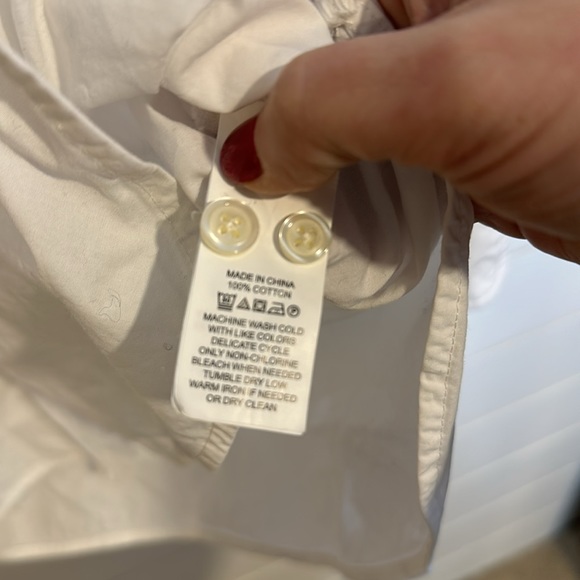 MADE IN CHINA
100% COTTON
MACHINE WASH COLD
WITH LIKE COLORS
DELICATE CYCLE
ONLY NON-CHLORINE
BLEACH WHEN NEEDED
TUMBLE DRY LOW
WARM IRON IF NEEDED
OR DRY CLEAN